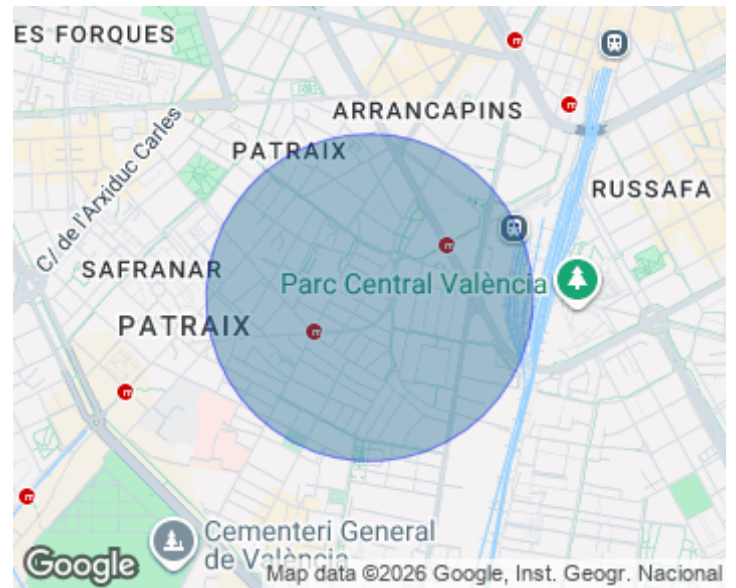 ES FORQUES
ARRANCAPINS
PATRAIX
C/ de l'Arxiduc Carles
RUSSAFA
SAFRANAR
Parc Central València
PATRAIX
Cementeri General
de València
Google
Map data ©2026 Google, Inst. Geogr. Nacional